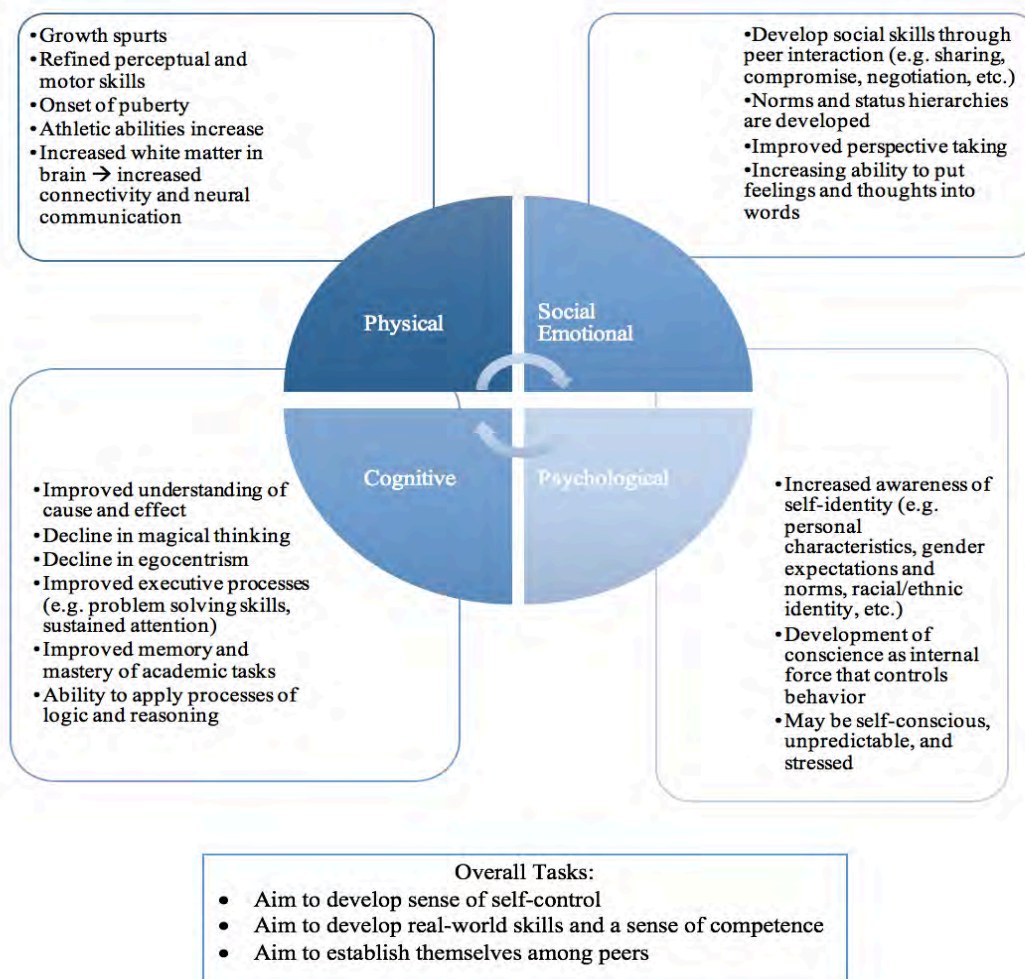 •Growth spurts
•Refined perceptual and
motor skills
•Onset of puberty
•Athletic abilities increase
•Increased white matter in
brain → increased
connectivity and neural
communication
•Develop social skills through
peer interaction (e.g. sharing,
compromise, negotiation, etc.)
•Norms and status hierarchies
are developed
•Improved perspective taking
•Increasing ability to put
feelings and thoughts into
words
Physical
Social
Emotional
Cognitive
Psychological
•Improved understanding of
cause and effect
•Decline in magical thinking
•Decline in egocentrism
•Improved executive processes
(e.g. problem solving skills,
sustained attention)
•Improved memory and
mastery of academic tasks
•Ability to apply processes of
logic and reasoning
•Increased awareness of
self-identity (e.g.
personal
characteristics, gender
expectations and
norms, racial/ethnic
identity, etc.)
•Development of
conscience as internal
force that controls
behavior
•May be self-conscious,
unpredictable, and
stressed
Overall Tasks:
• Aim to develop sense of self-control
• Aim to develop real-world skills and a sense of competence
• Aim to establish themselves among peers